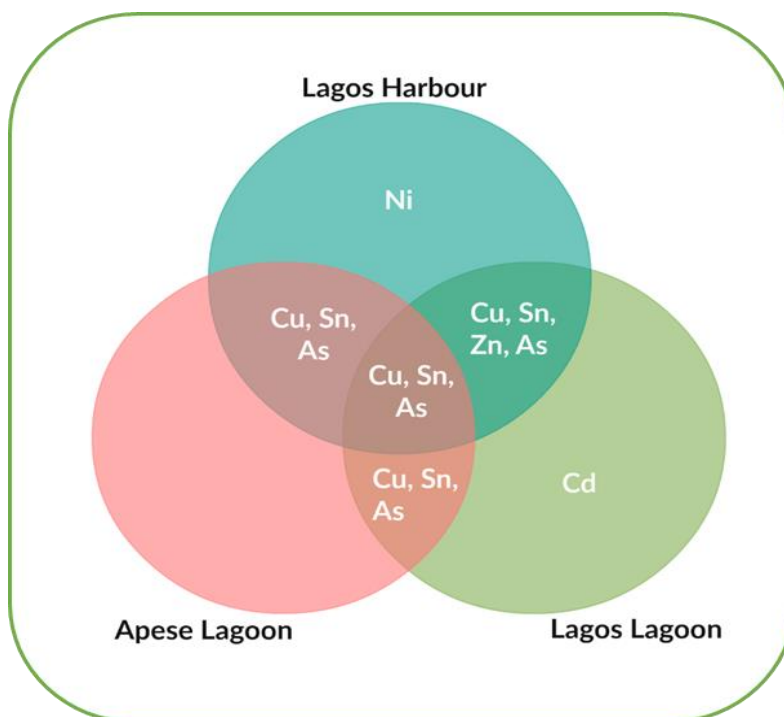 Lagos Harbour
Ni
Cu, Sn,
As
Cu, Sn,
Zn, As
Cu, Sn,
As
Cu, Sn,
As
Cd
Apese Lagoon
Lagos Lagoon